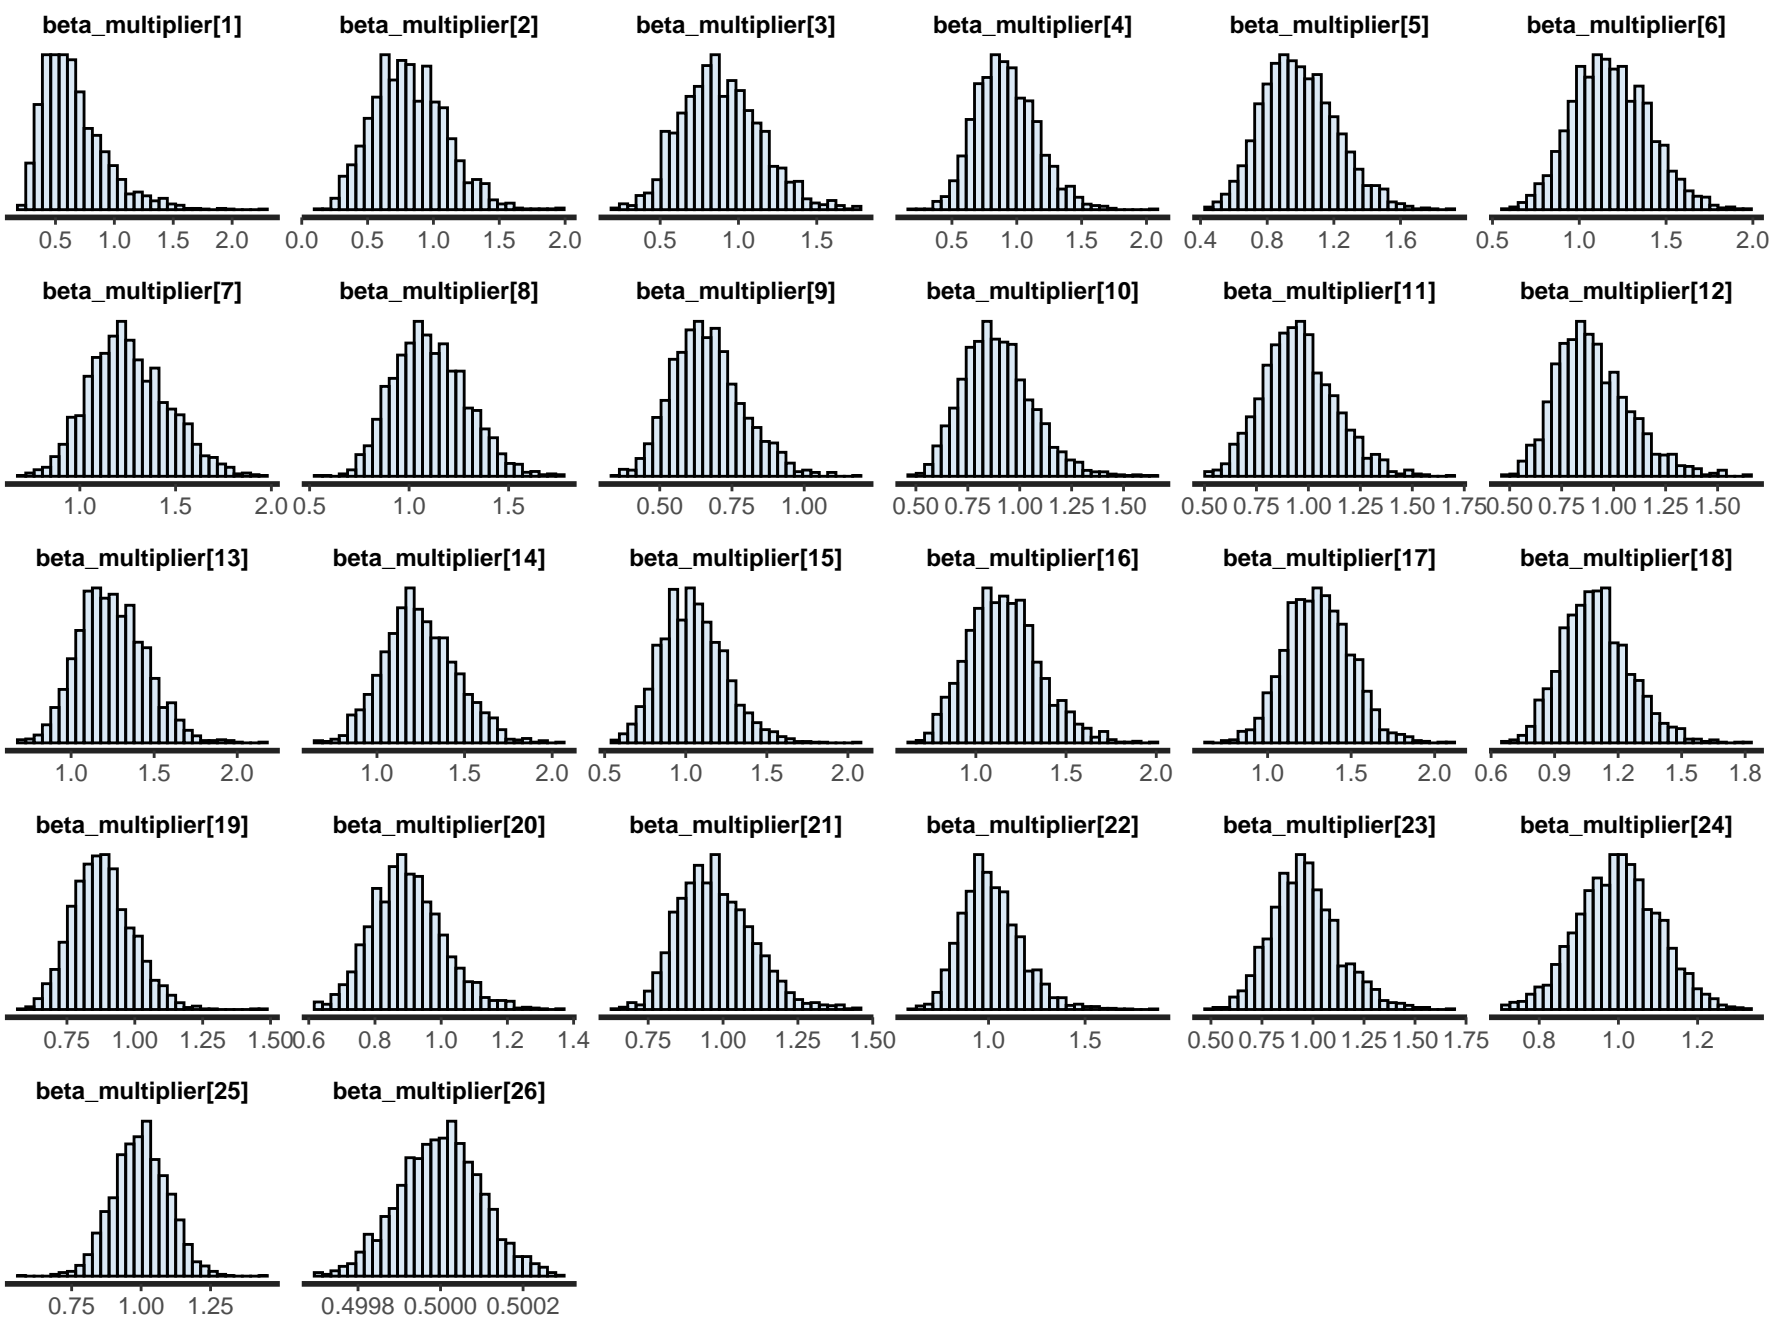 beta_multiplier[1] beta_multiplier[2] beta_multiplier[3] beta_multiplier[4] beta_multiplier[5] beta_multiplier[6]
0.5 1.0 1.5 2.0 0.0 0.5 1.0 1.5 2.0 0.5 1.0 1.5 0.5 1.0 1.5 2.0 0.4 0.8 1.2 1.6 0.5 1.0 1.5 2.0
beta_multiplier[7] beta_multiplier[8] beta_multiplier[9] beta_multiplier[10] beta_multiplier[11] beta_multiplier[12]
1.0 1.5 2.0 0.5 1.0 1.5 0.50 0.75 1.00 0.50 0.75 1.00 1.25 1.50 0.50 0.75 1.00 1.25 1.50 1.75 0.50 0.75 1.00 1.25 1.50
beta_multiplier[13] beta_multiplier[14] beta_multiplier[15] beta_multiplier[16] beta_multiplier[17] beta_multiplier[18]
1.0 1.5 2.0 1.0 1.5 2.0 0.5 1.0 1.5 2.0 1.0 1.5 2.0 1.0 1.5 2.0 0.6 0.9 1.2 1.5 1.8
beta_multiplier[19] beta_multiplier[20] beta_multiplier[21] beta_multiplier[22] beta_multiplier[23] beta_multiplier[24]
0.75 1.00 1.25 1.50 0.6 0.8 1.0 1.2 1.4 0.75 1.00 1.25 1.50 1.0 1.5 0.50 0.75 1.00 1.25 1.50 1.75 0.8 1.0 1.2
beta_multiplier[25] beta_multiplier[26]
0.75 1.00 1.25 0.4998 0.5000 0.5002